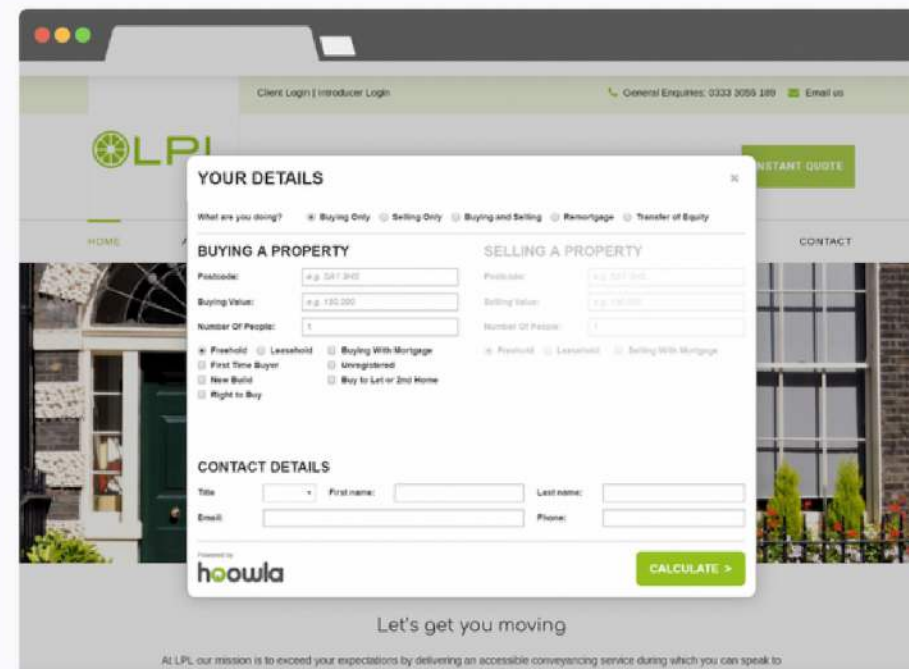 Client Login | Introducer Login
General Enquiries: 0333 3055 189 Email us
LPL
INSTANT QUOTE
HOME
CONTACT
YOUR DETAILS
What are you doing? Buying Only Selling Only Buying and Selling Remortgage Transfer of Equity
BUYING A PROPERTY
Postcode: e.g. SA1 3HS
Buying Value: e.g. 150,000
Number Of People: 1
Freehold Leasehold Buying With Mortgage
First Time Buyer Unregistered
New Build Buy to Let or 2nd Home
Right to Buy
SELLING A PROPERTY
Postcode:
Selling Value:
Number Of People: 1
Freehold Leasehold Selling With Mortgage
CONTACT DETAILS
Title First name: Last name:
Email: Phone:
Powered by
hoowla
CALCULATE >
Let's get you moving
At LPL our mission is to exceed your expectations by delivering an accessible conveyancing service during which you can speak to